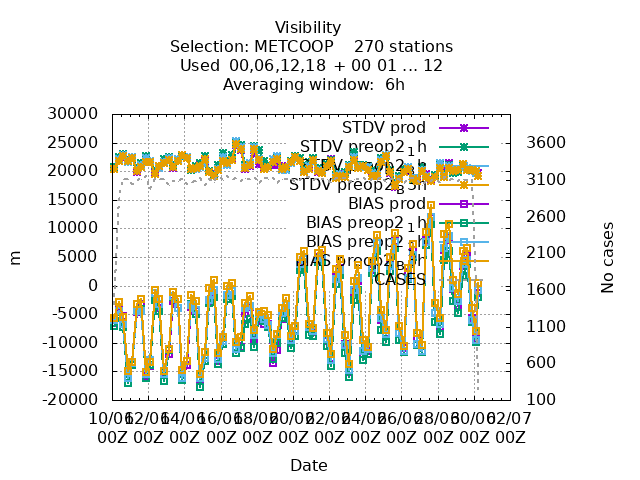 Visibility
Selection: METCOOP 270 stations
Used 00,06,12,18 + 00 01 ... 12
Averaging window: 6h
30000
25000
20000
15000
10000
5000
0
-5000
-10000
-15000
-20000
m
STDV prod
STDV preop2_1h
STDV preop2_3h
STDV preop2_B3h
BIAS prod
BIAS preop2_1h
BIAS preop2_3h
BIAS preop2_B3h
CASES
3600
3100
2600
2100
1600
1100
600
100
No cases
10/06 12/06 14/06 16/06 18/06 20/06 22/06 24/06 26/06 28/06 30/06 02/07
00Z 00Z 00Z 00Z 00Z 00Z 00Z 00Z 00Z 00Z 00Z 00Z
Date